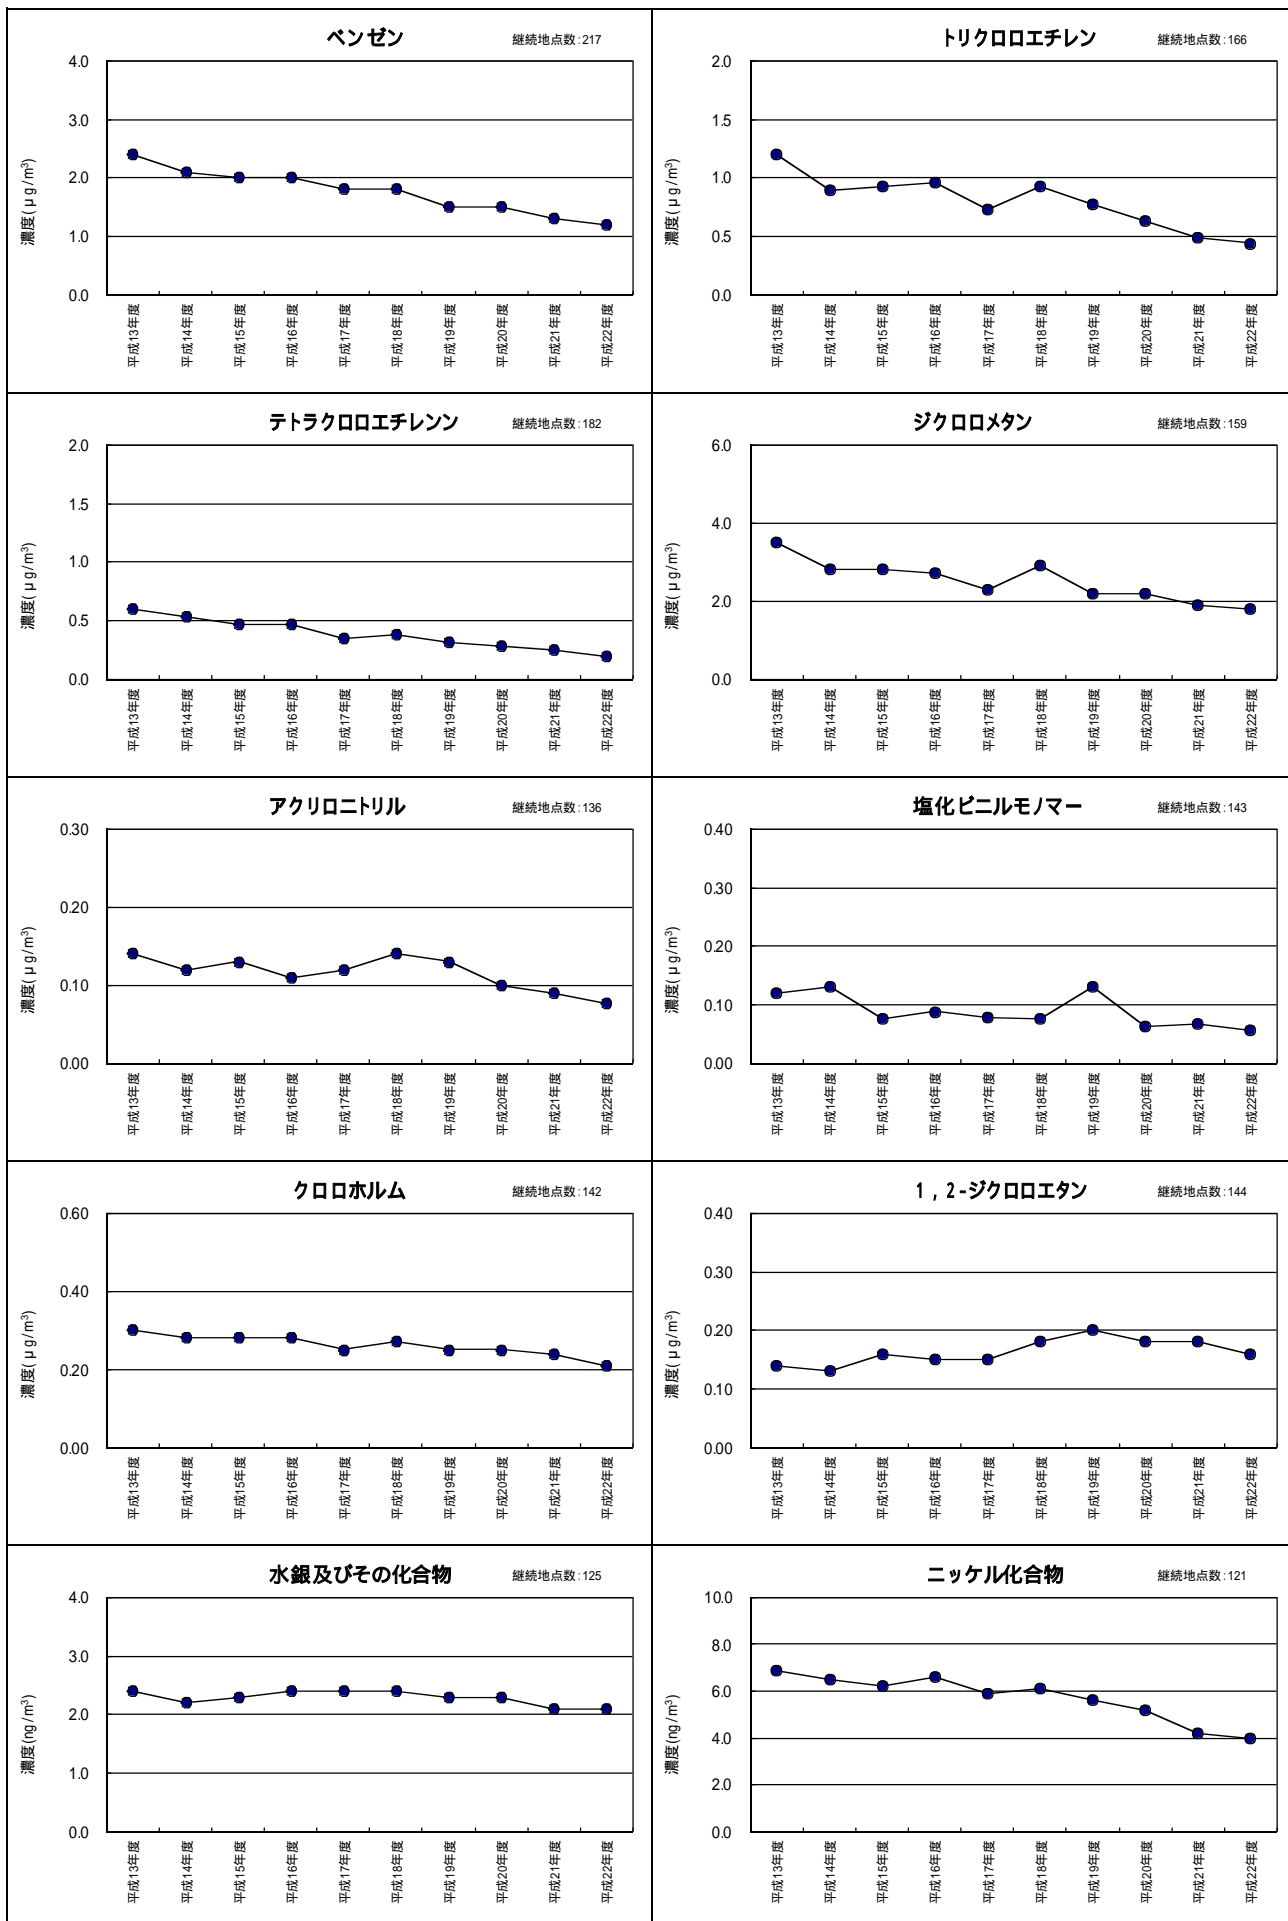 ベンゼン 継続地点数:217
4.0
3.0
2.0
1.0
0.0
濃度(μg/m³)
平成13年度 平成14年度 平成15年度 平成16年度 平成17年度 平成18年度 平成19年度 平成20年度 平成21年度 平成22年度
トリクロロエチレン 継続地点数:166
2.0
1.5
1.0
0.5
0.0
濃度(μg/m³)
平成13年度 平成14年度 平成15年度 平成16年度 平成17年度 平成18年度 平成19年度 平成20年度 平成21年度 平成22年度
テトラクロロエチレンン 継続地点数:182
2.0
1.5
1.0
0.5
0.0
濃度(μg/m³)
平成13年度 平成14年度 平成15年度 平成16年度 平成17年度 平成18年度 平成19年度 平成20年度 平成21年度 平成22年度
ジクロロメタン 継続地点数:159
6.0
4.0
2.0
0.0
濃度(μg/m³)
平成13年度 平成14年度 平成15年度 平成16年度 平成17年度 平成18年度 平成19年度 平成20年度 平成21年度 平成22年度
アクリロニトリル 継続地点数:136
0.30
0.20
0.10
0.00
濃度(μg/m³)
平成13年度 平成14年度 平成15年度 平成16年度 平成17年度 平成18年度 平成19年度 平成20年度 平成21年度 平成22年度
塩化ビニルモノマー 継続地点数:143
0.40
0.30
0.20
0.10
0.00
濃度(μg/m³)
平成13年度 平成14年度 平成15年度 平成16年度 平成17年度 平成18年度 平成19年度 平成20年度 平成21年度 平成22年度
クロロホルム 継続地点数:142
0.60
0.40
0.20
0.00
濃度(μg/m³)
平成13年度 平成14年度 平成15年度 平成16年度 平成17年度 平成18年度 平成19年度 平成20年度 平成21年度 平成22年度
1,2-ジクロロエタン 継続地点数:144
0.40
0.30
0.20
0.10
0.00
濃度(μg/m³)
平成13年度 平成14年度 平成15年度 平成16年度 平成17年度 平成18年度 平成19年度 平成20年度 平成21年度 平成22年度
水銀及びその化合物 継続地点数:125
4.0
3.0
2.0
1.0
0.0
濃度(ng/m³)
平成13年度 平成14年度 平成15年度 平成16年度 平成17年度 平成18年度 平成19年度 平成20年度 平成21年度 平成22年度
ニッケル化合物 継続地点数:121
10.0
8.0
6.0
4.0
2.0
0.0
濃度(ng/m³)
平成13年度 平成14年度 平成15年度 平成16年度 平成17年度 平成18年度 平成19年度 平成20年度 平成21年度 平成22年度